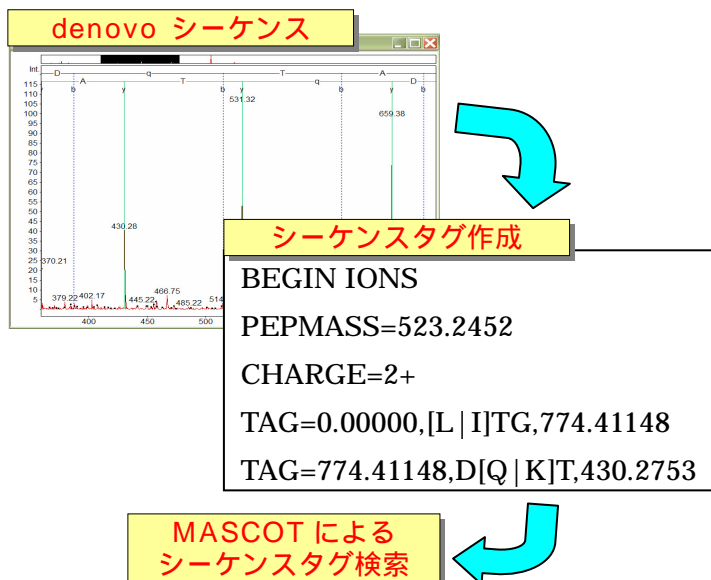 denovo シーケンス
Int.
D q T A
A T q D
b y b y b y b
115
110
105
100
95
90
85
80
75
70
65
60
55
50
45
40
35
30
25
20
15
10
5
531.32
659.38
430.28
370.21
379.22
402.17
445.22
466.75
485.22
514
400 450 500
シーケンスタグ作成
BEGIN IONS
PEPMASS=523.2452
CHARGE=2+
TAG=0.00000,[L|I]TG,774.41148
TAG=774.41148,D[Q|K]T,430.2753
MASCOT による
シーケンスタグ検索